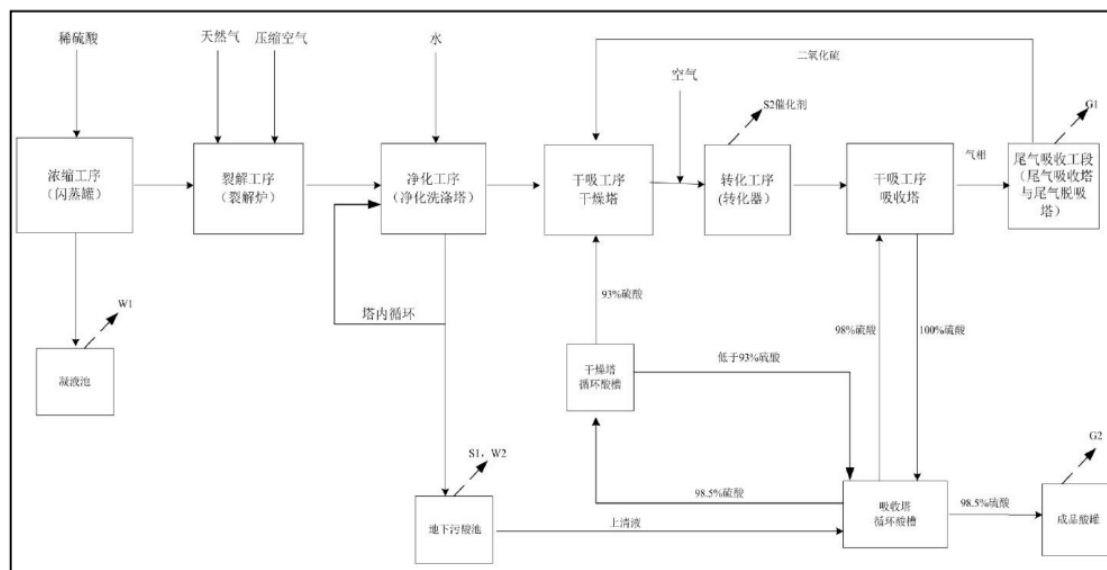 稀硫酸
天然气
压缩空气
水
二氧化硫
空气
S2催化剂
G1
浓缩工序
（闪蒸罐）
裂解工序
（裂解炉）
净化工序
（净化洗涤塔）
干吸工序
干燥塔
转化工序
(转化器)
干吸工序
吸收塔
气相
尾气吸收工段
（尾气吸收塔
与尾气脱吸
塔）
W1
塔内循环
93%硫酸
98%硫酸
100%硫酸
凝液池
干燥塔
循环酸槽
低于93%硫酸
S1，W2
G2
98.5%硫酸
地下污酸池
上清液
吸收塔
循环酸槽
98.5%硫酸
成品酸罐